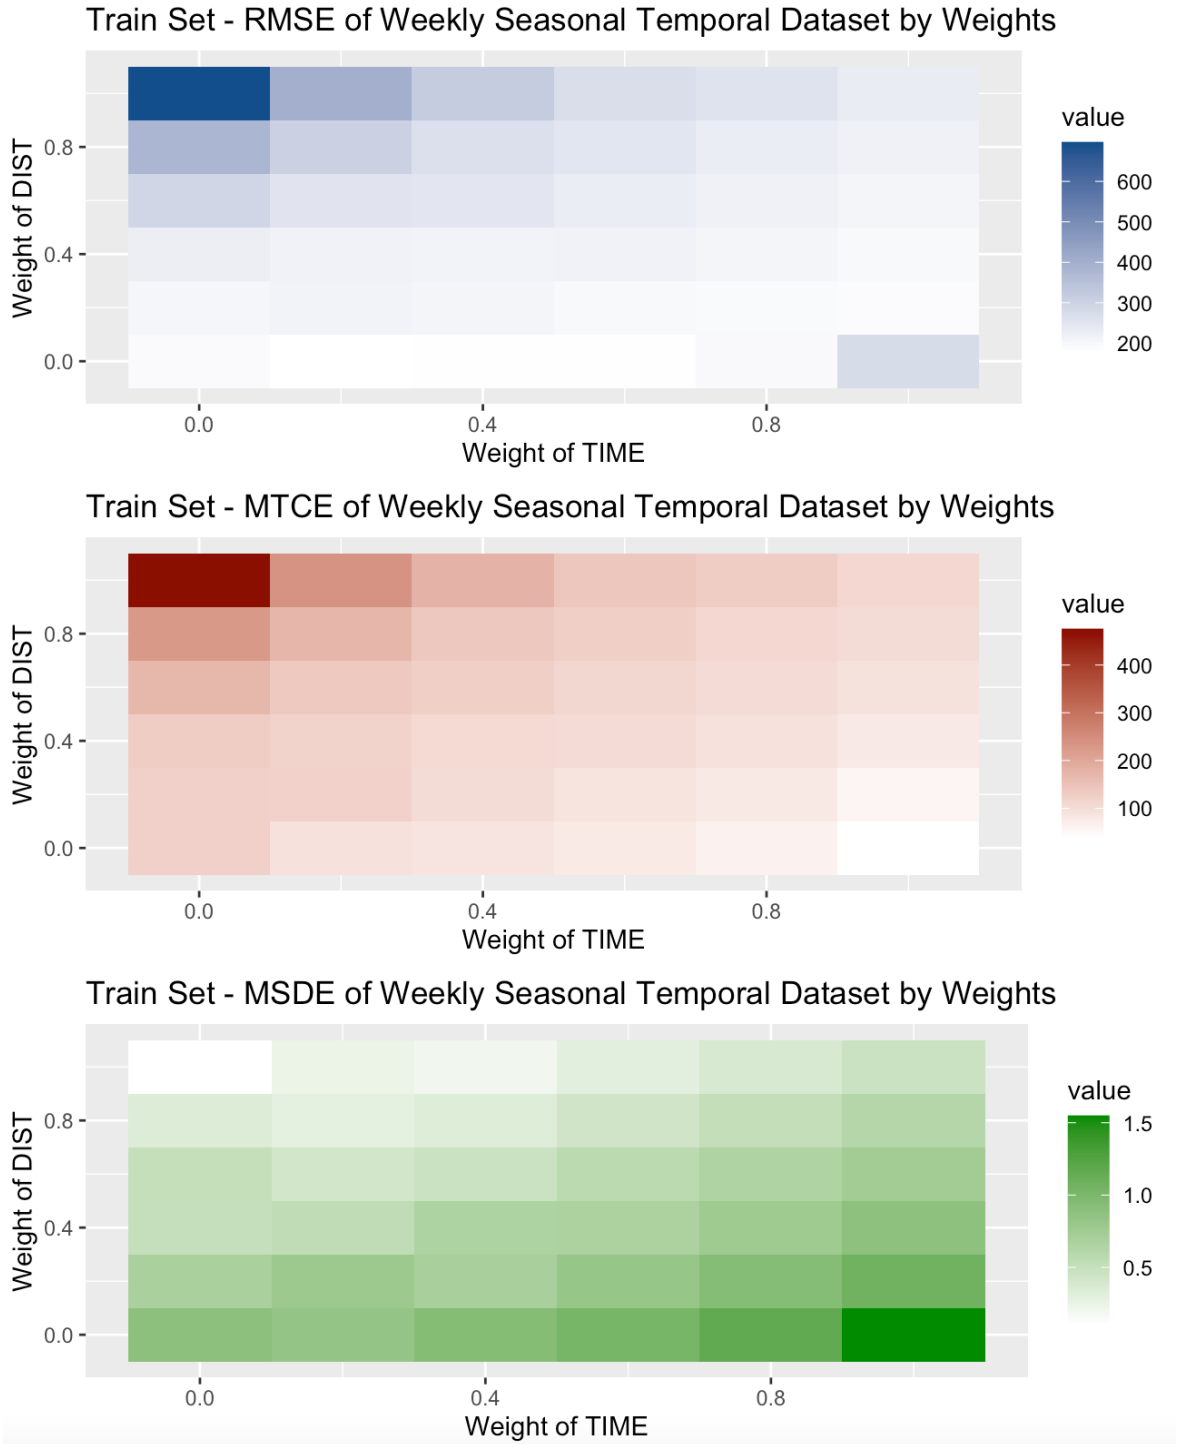 Train Set - RMSE of Weekly Seasonal Temporal Dataset by Weights
Weight of DIST
0.8
0.4
0.0
0.0 0.4 0.8
Weight of TIME
value
600
500
400
300
200
Train Set - MTCE of Weekly Seasonal Temporal Dataset by Weights
Weight of DIST
0.8
0.4
0.0
0.0 0.4 0.8
Weight of TIME
value
400
300
200
100
Train Set - MSDE of Weekly Seasonal Temporal Dataset by Weights
Weight of DIST
0.8
0.4
0.0
0.0 0.4 0.8
Weight of TIME
value
1.5
1.0
0.5